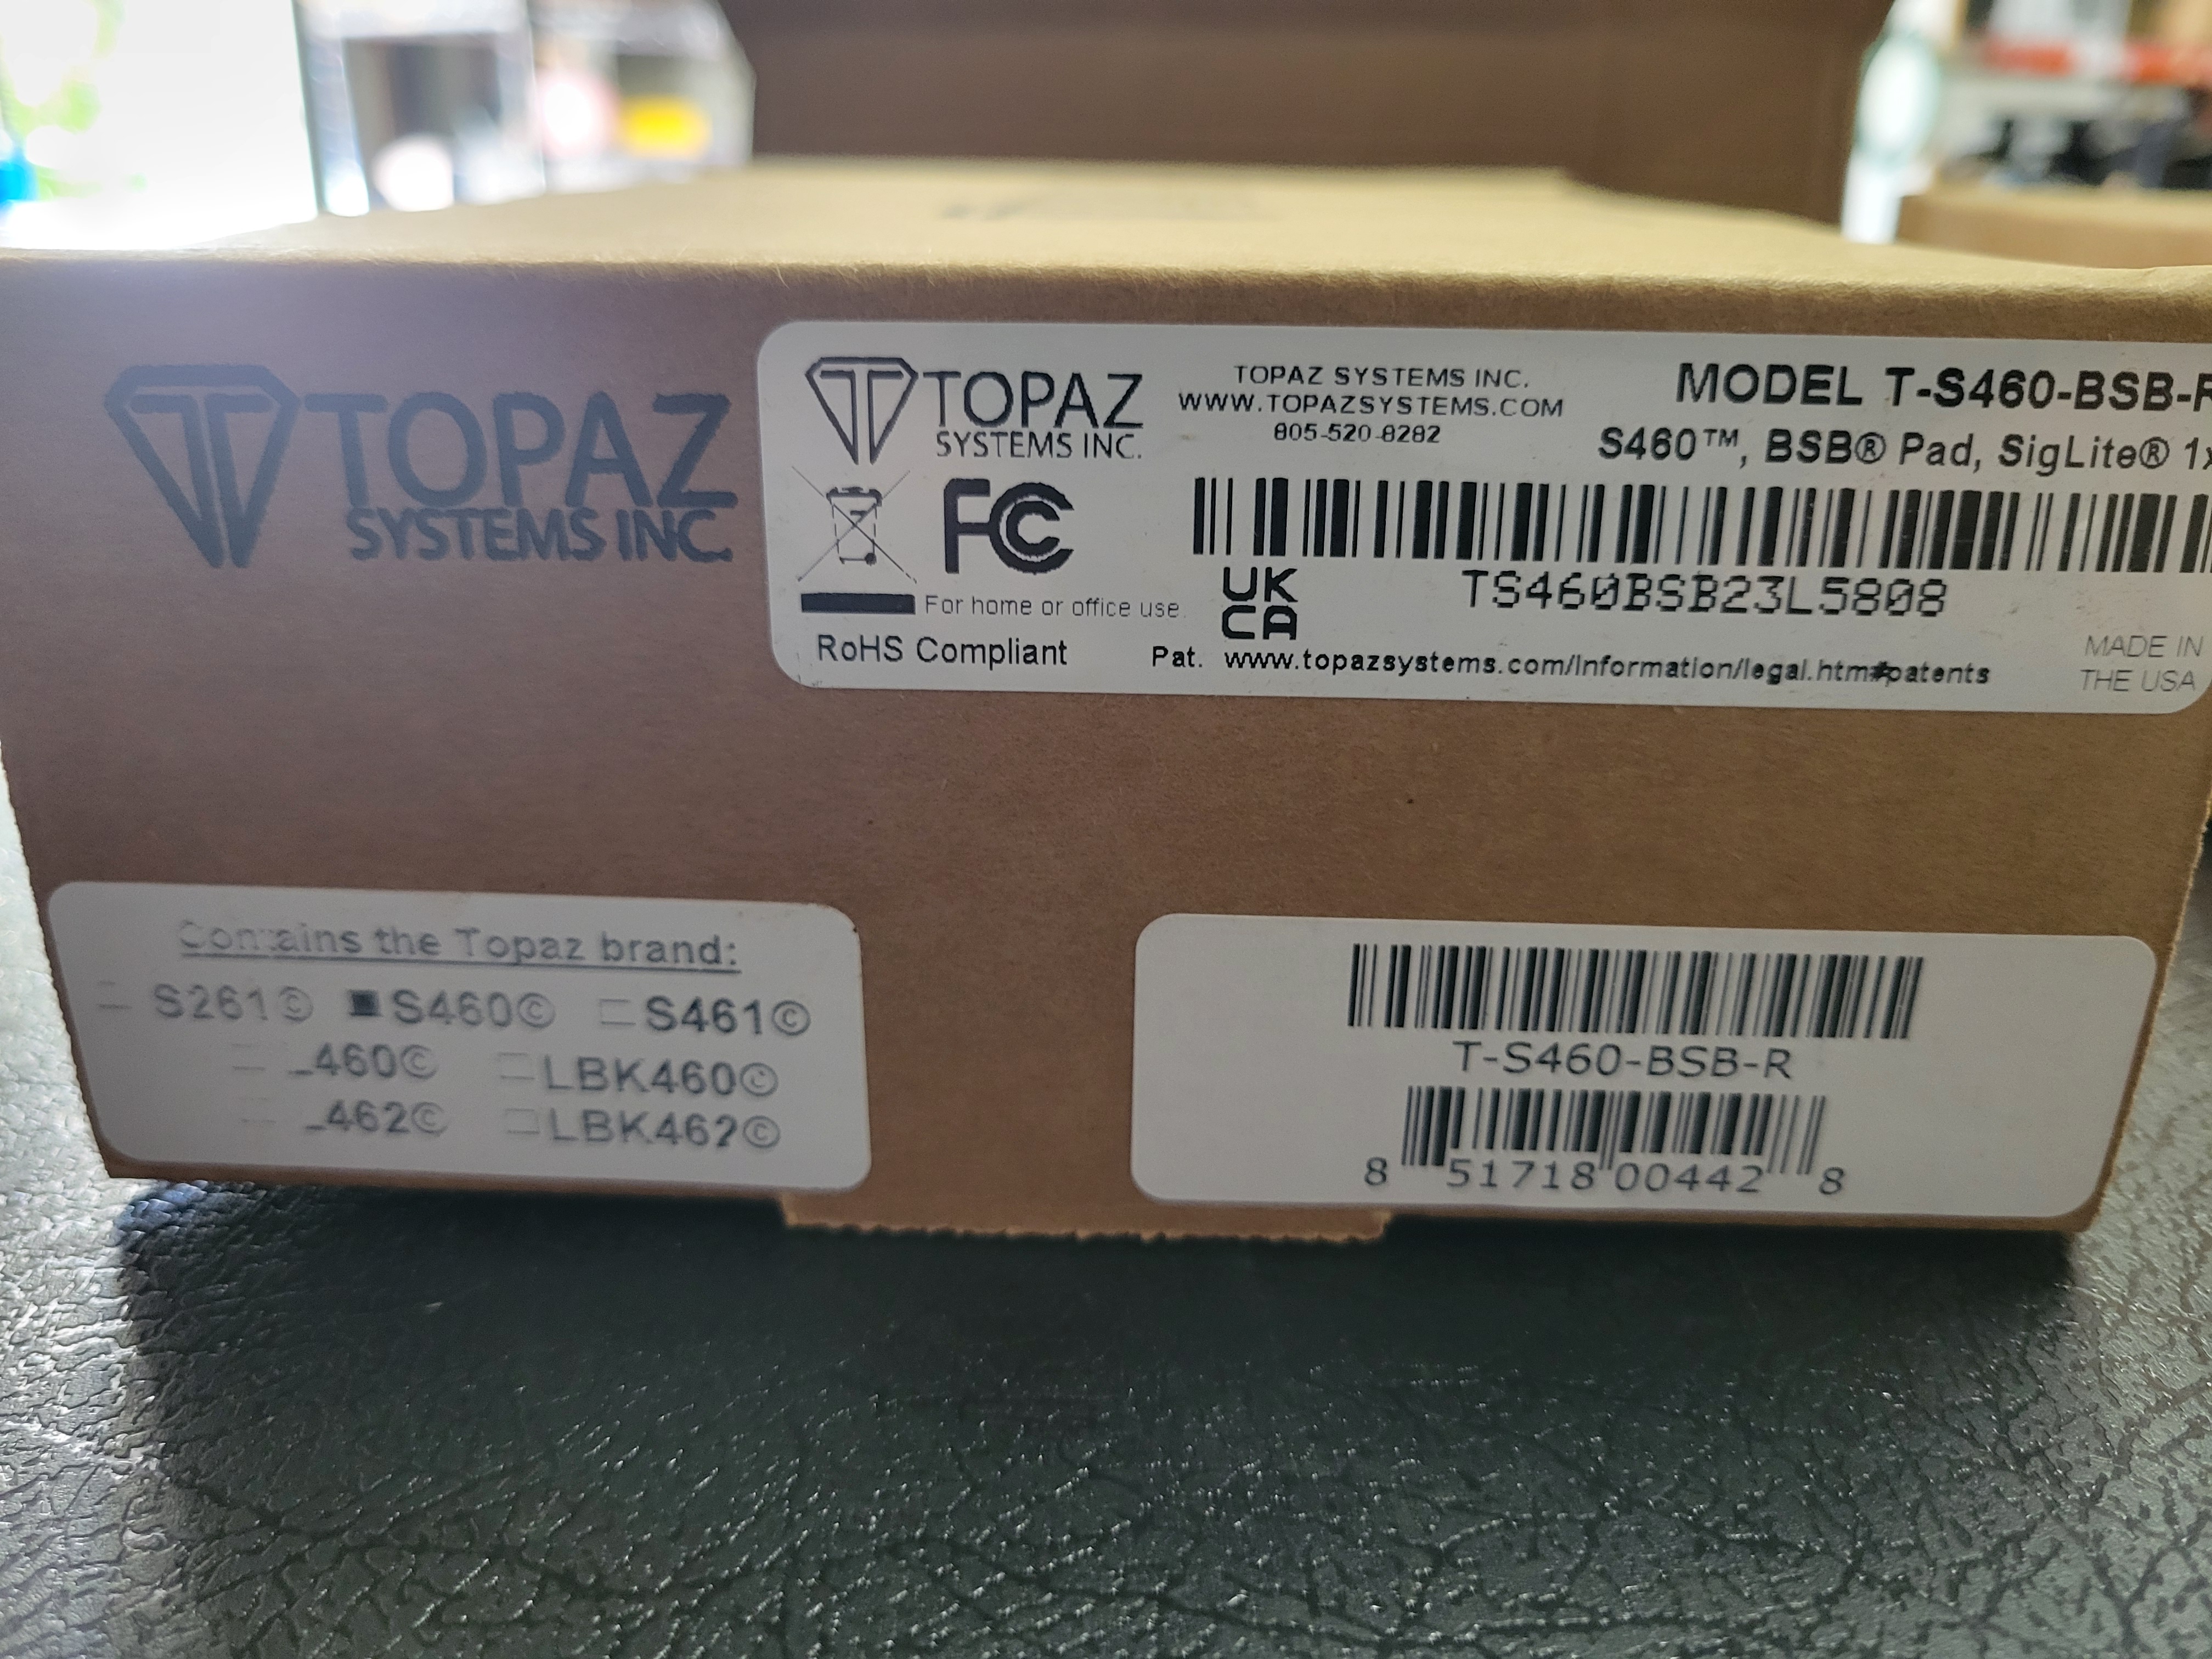 TOPAZ
SYSTEMS INC.
TOPAZ
SYSTEMS INC.
TOPAZ SYSTEMS INC.
WWW.TOPAZSYSTEMS.COM
805-520-8282
MODEL T-S460-BSB-R
S460™, BSB® Pad, SigLite® 1x
FC
For home or office use.
RoHS Compliant
UK
CA
TS460BSB23L5808
Pat. www.topazsystems.com/Information/legal.htm#patents
MADE IN
THE USA
Contains the Topaz brand:
S261© S460© S461©
_460© LBK460©
_462© LBK462©
T-S460-BSB-R
8 51718 00442 8